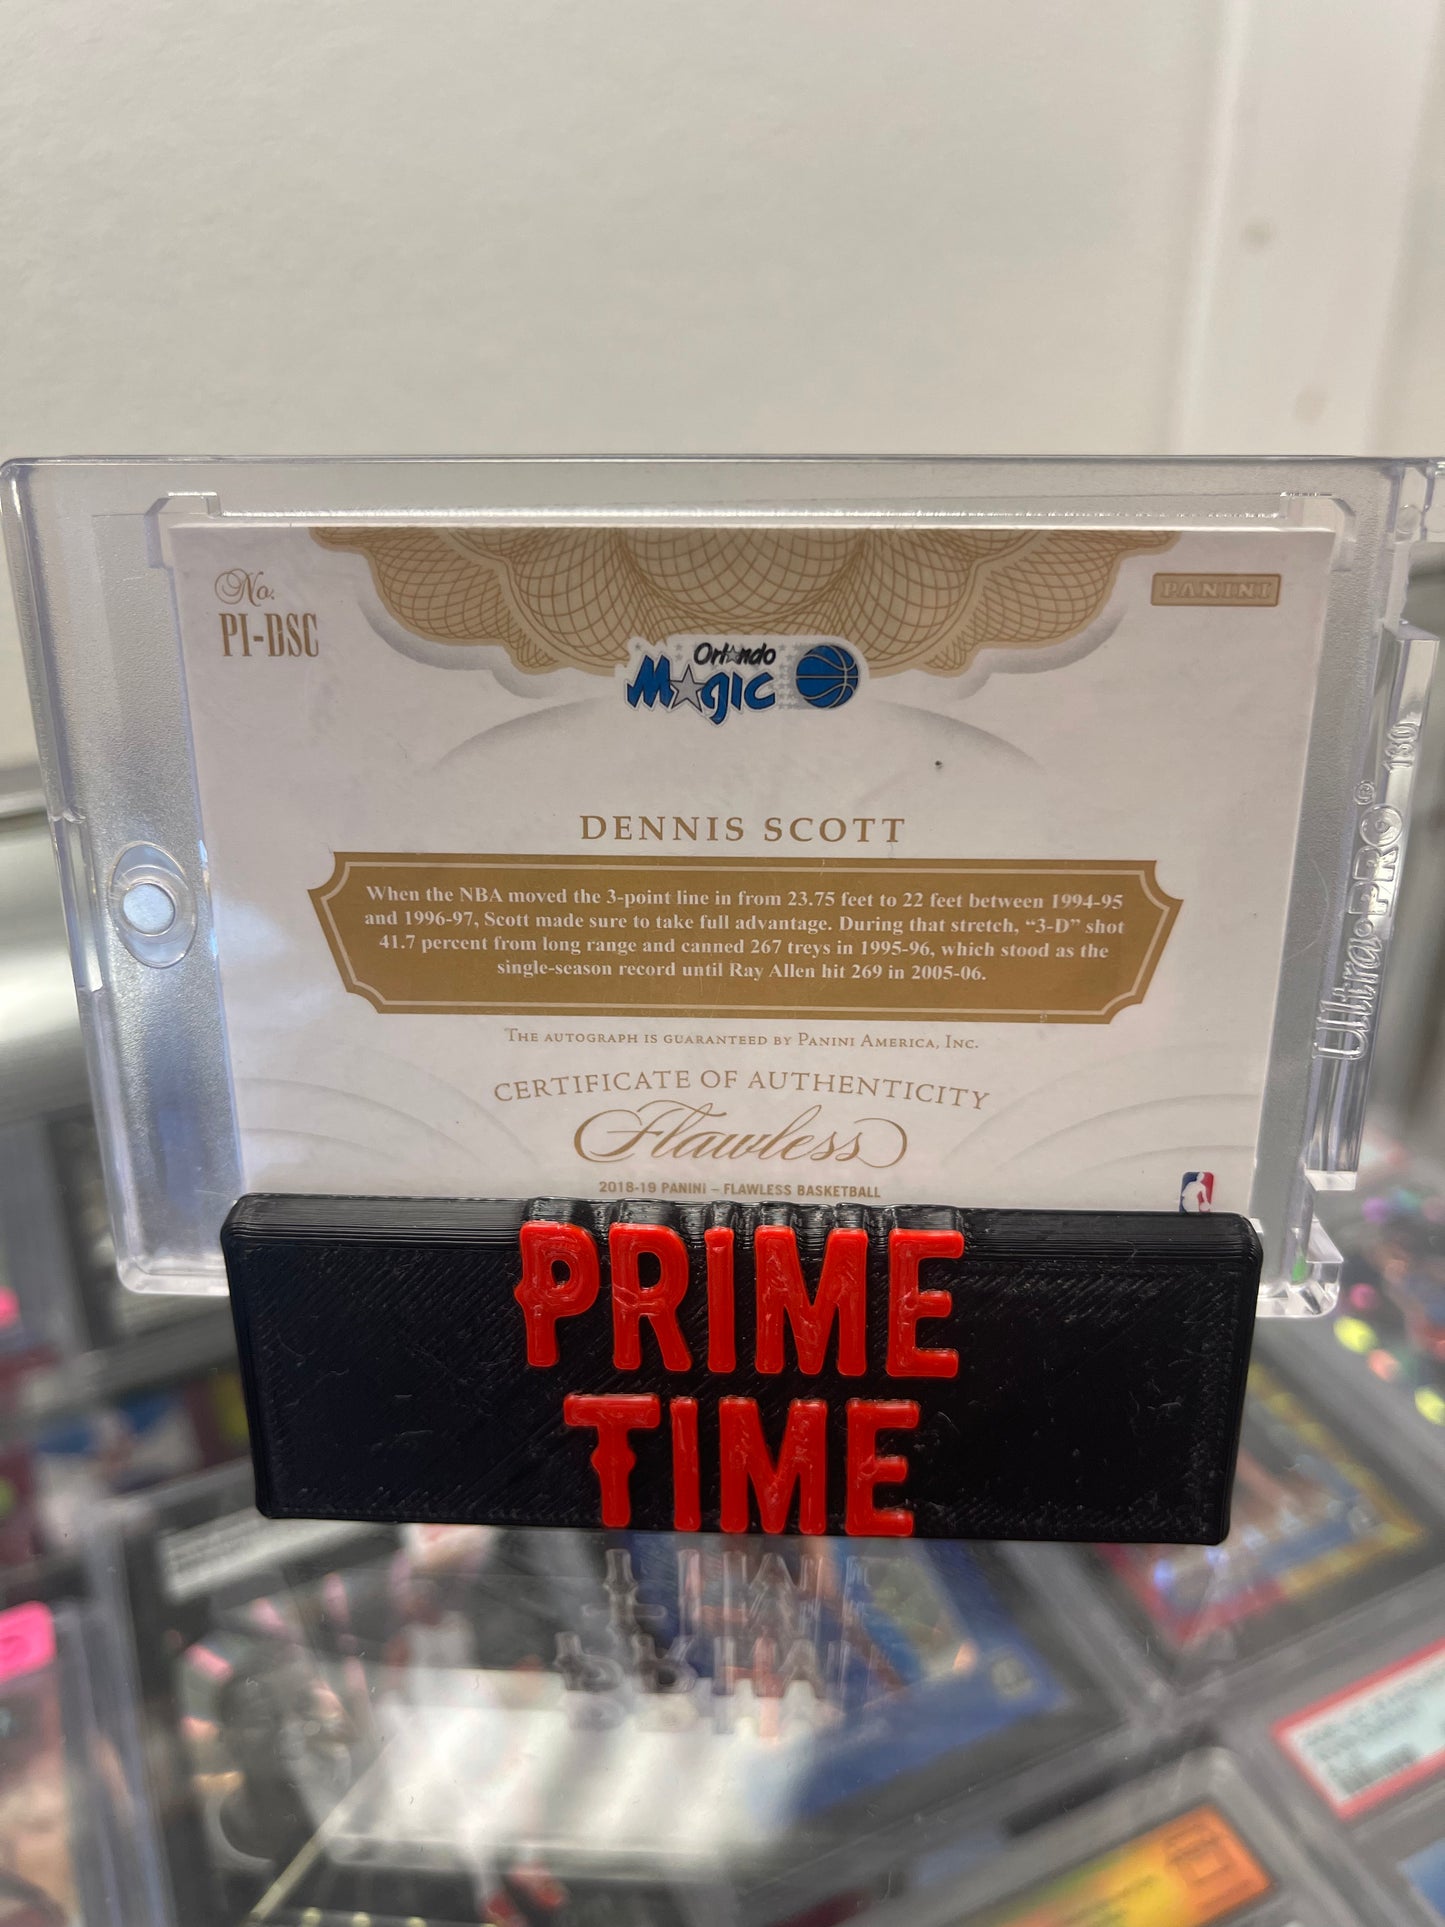 No.
PI-DSC
PANINI
Orlando
Magic
DENNIS SCOTT
When the NBA moved the 3-point line in from 23.75 feet to 22 feet between 1994-95
and 1996-97, Scott made sure to take full advantage. During that stretch, “3-D” shot
41.7 percent from long range and canned 267 treys in 1995-96, which stood as the
single-season record until Ray Allen hit 269 in 2005-06.
THE AUTOGRAPH IS GUARANTEED BY PANINI AMERICA, INC.
CERTIFICATE OF AUTHENTICITY
Flawless
2018-19 PANINI – FLAWLESS BASKETBALL
UltraPRO® 130
PRIME
TIME